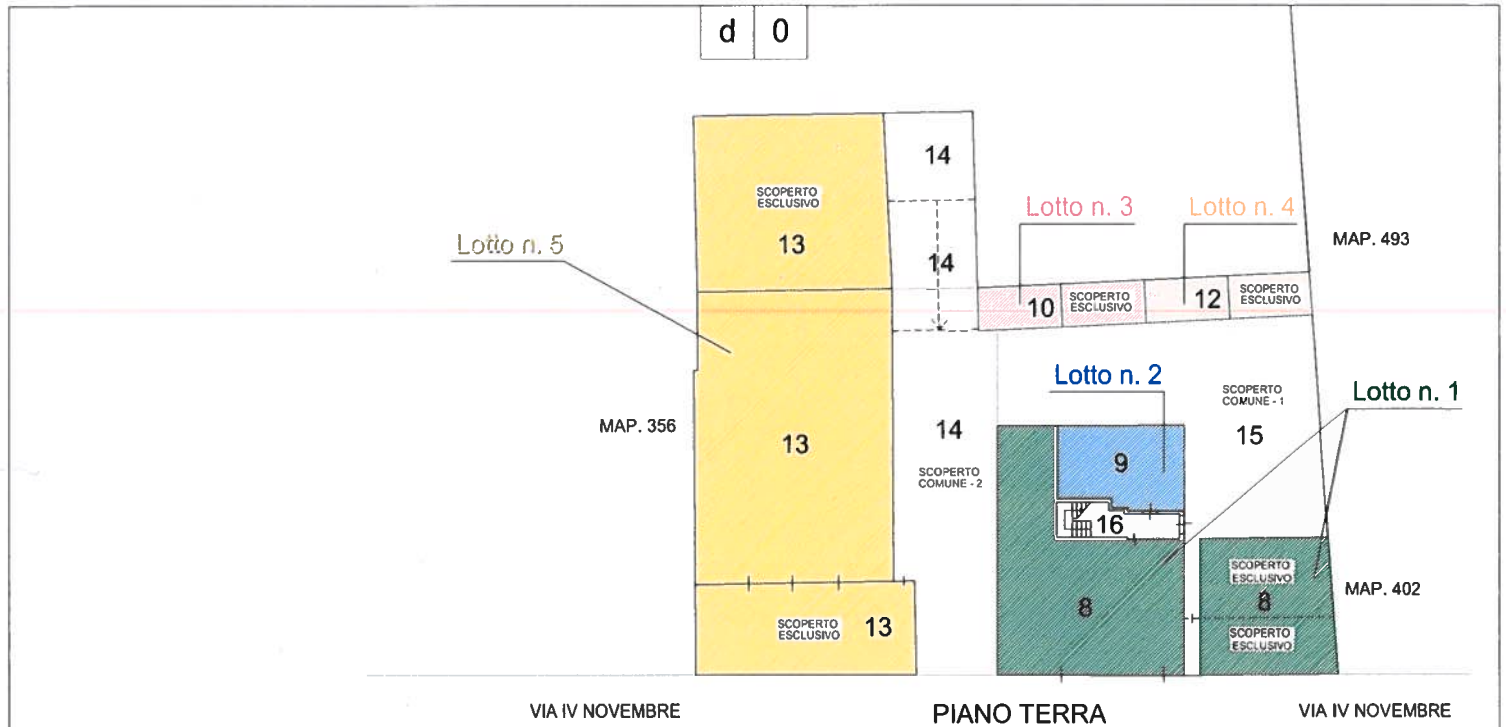 d 0
14
SCOPERTO
ESCLUSIVO
13
Lotto n. 5
14
Lotto n. 3
Lotto n. 4
MAP. 493
10
SCOPERTO
ESCLUSIVO
12
SCOPERTO
ESCLUSIVO
Lotto n. 2
SCOPERTO
COMUNE - 1
15
Lotto n. 1
MAP. 356
13
14
SCOPERTO
COMUNE - 2
9
16
SCOPERTO
ESCLUSIVO
8
8
MAP. 402
SCOPERTO
ESCLUSIVO
SCOPERTO
ESCLUSIVO
13
VIA IV NOVEMBRE
PIANO TERRA
VIA IV NOVEMBRE